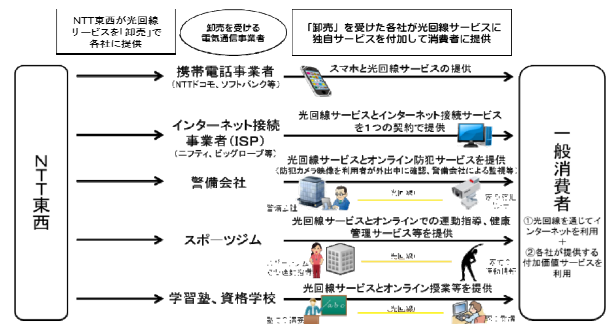 NTT東西が光回線
サービスを「卸売」で
各社に提供
卸売を受ける
電気通信事業者
「卸売」を受けた各社が光回線サービスに
独自サービスを付加して消費者に提供
NTT東西
携帯電話事業者
(NTTドコモ、ソフトバンク等)
スマホと光回線サービスの提供
インターネット接続
事業者(ISP)
(ニフティ、ビッグローブ等)
光回線サービスとインターネット接続サービス
を1つの契約で提供
警備会社
光回線サービスとオンライン防犯サービスを提供
(防犯カメラ映像を利用者が外出中に確認、警備会社による監視等)
警備会社
光回線
スポーツジム
光回線サービスとオンラインでの運動指導、健康
管理サービス等を提供
光回線
学習塾、資格学校
光回線サービスとオンライン授業等を提供
光回線
一般消費者
①光回線を通じてイ
ンターネットを利用
+
②各社が提供する
付加価値サービスを
利用